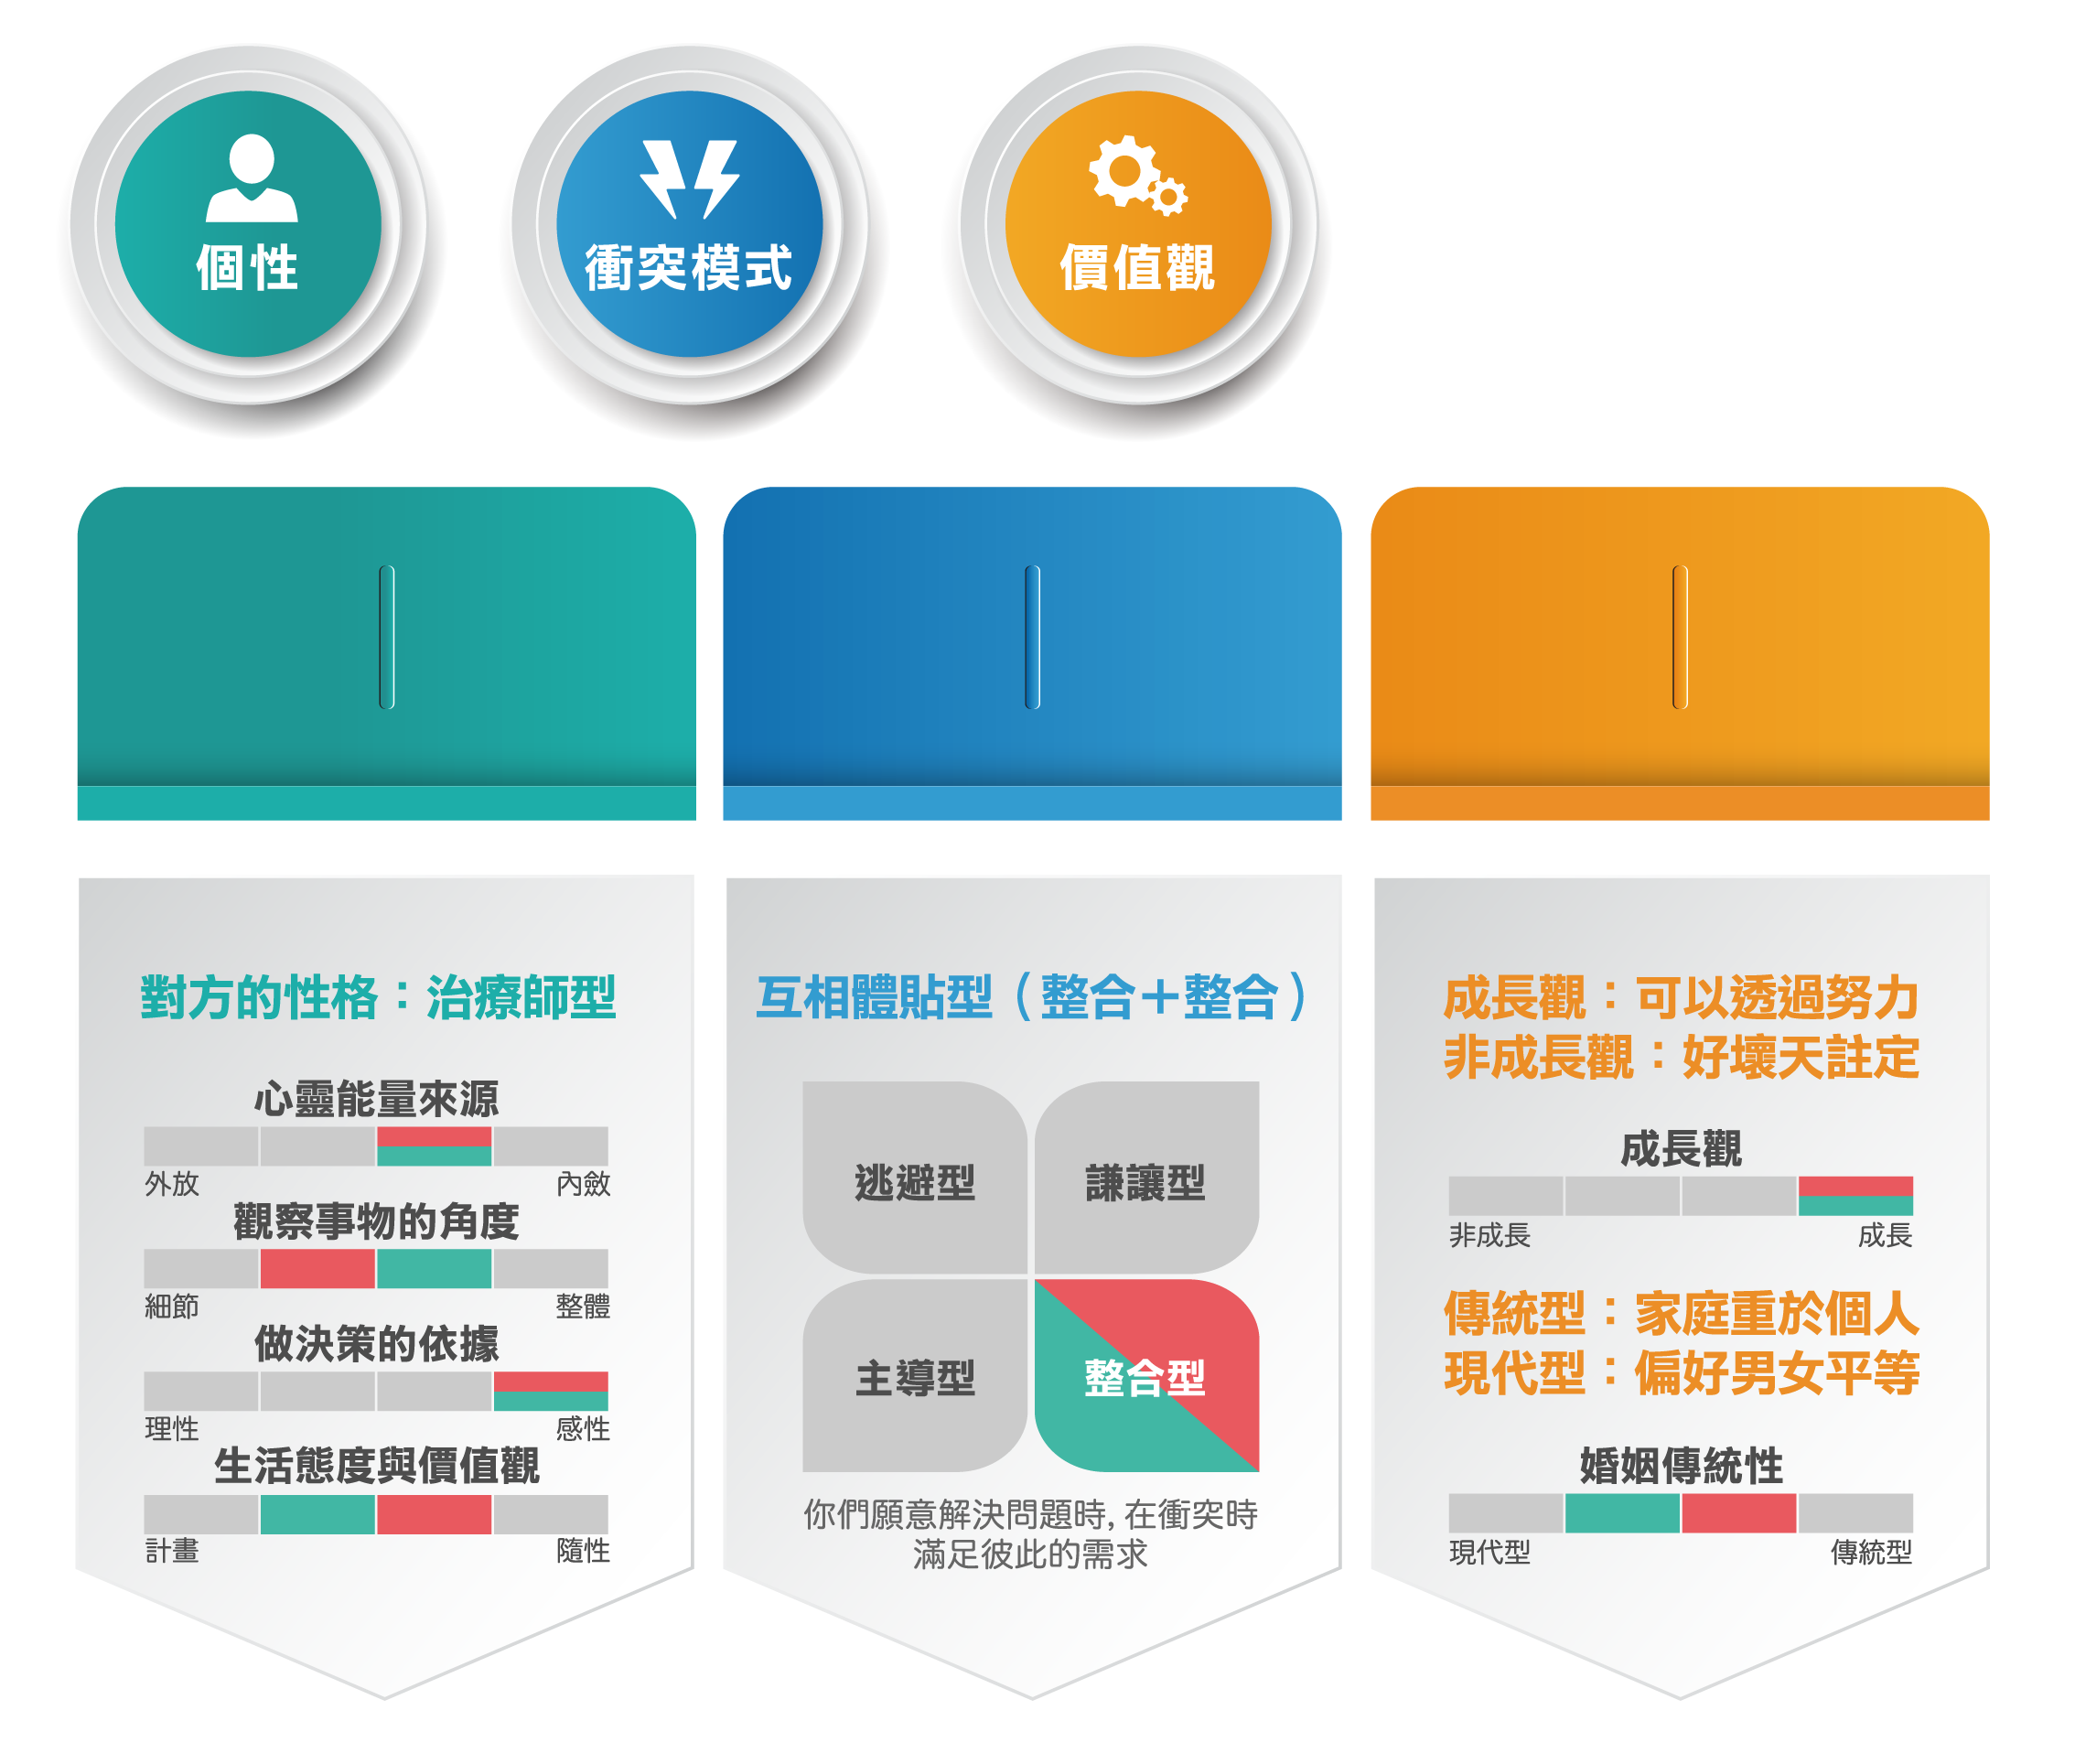 個性
衝突模式
價值觀
對方的性格：治療師型
心靈能量來源
外放
內斂
觀察事物的角度
細節
整體
做決策的依據
理性
感性
生活態度與價值觀
計畫
隨性
互相體貼型（整合＋整合）
逃避型
謙讓型
主導型
整合型
你們願意解決問題時, 在衝突時
滿足彼此的需求
成長觀：可以透過努力
非成長觀：好壞天註定
成長觀
非成長
成長
傳統型：家庭重於個人
現代型：偏好男女平等
婚姻傳統性
現代型
傳統型